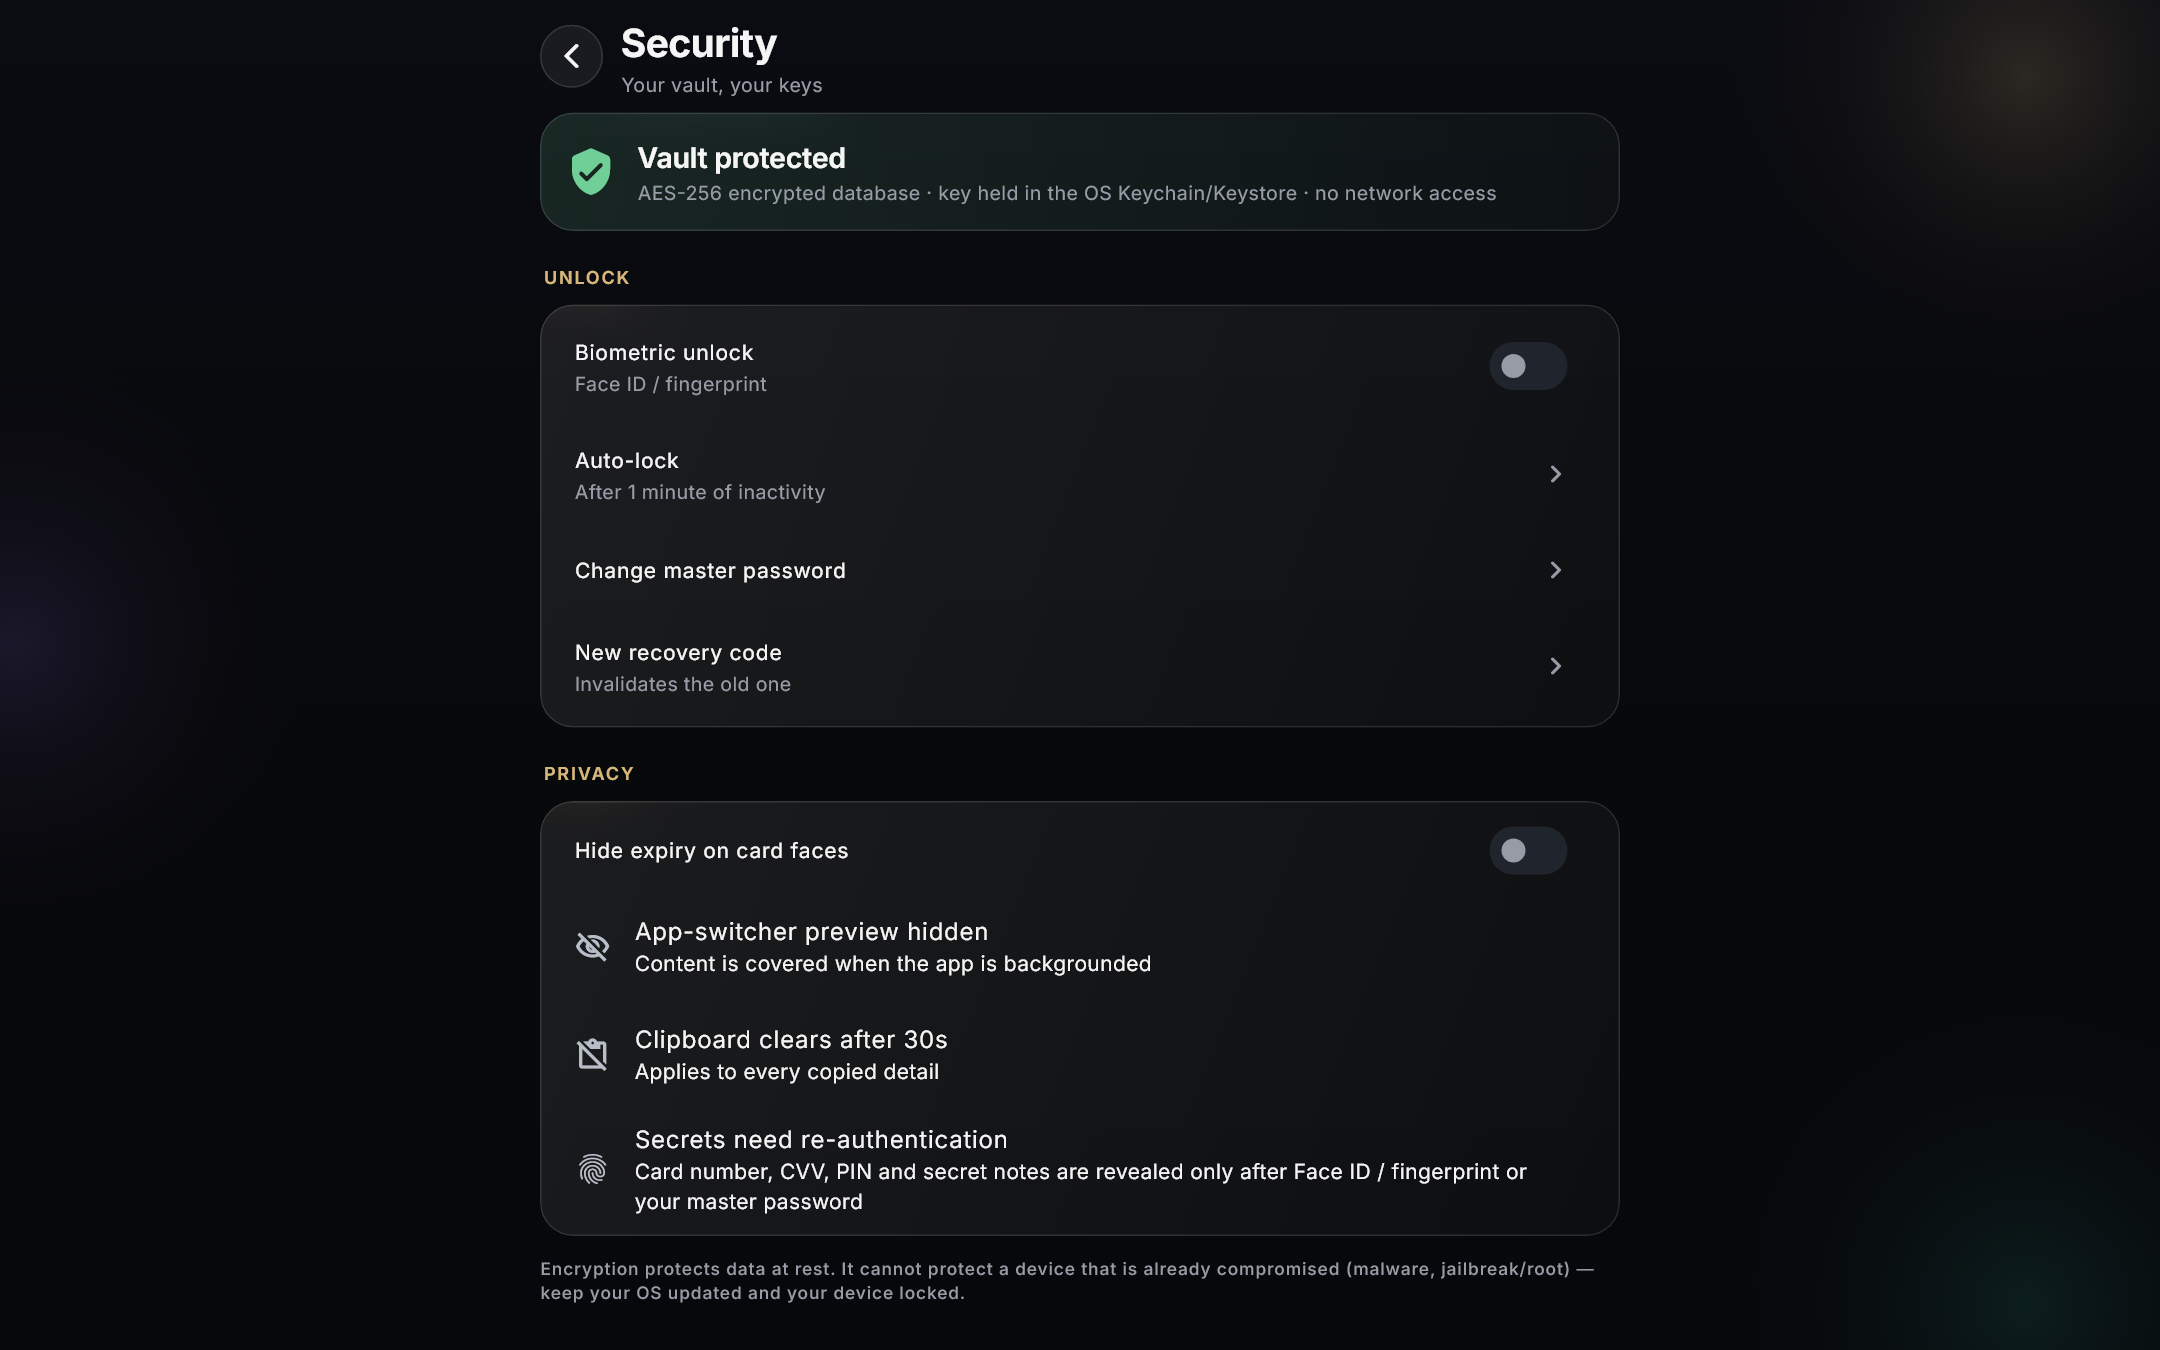 Security
Your vault, your keys
Vault protected
AES-256 encrypted database · key held in the OS Keychain/Keystore · no network access
UNLOCK
Biometric unlock
Face ID / fingerprint
Auto-lock
After 1 minute of inactivity
Change master password
New recovery code
Invalidates the old one
PRIVACY
Hide expiry on card faces
App-switcher preview hidden
Content is covered when the app is backgrounded
Clipboard clears after 30s
Applies to every copied detail
Secrets need re-authentication
Card number, CVV, PIN and secret notes are revealed only after Face ID / fingerprint or
your master password
Encryption protects data at rest. It cannot protect a device that is already compromised (malware, jailbreak/root) —
keep your OS updated and your device locked.